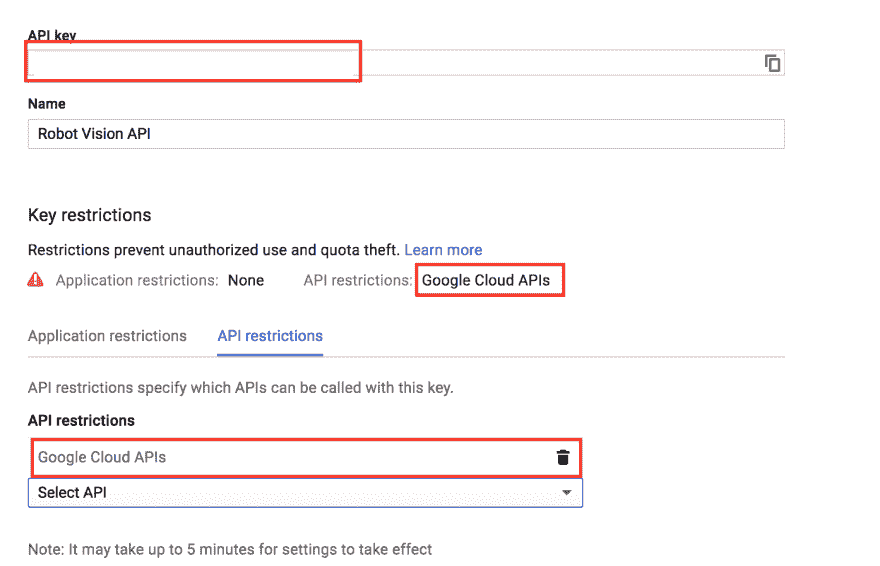 API key
Name
Robot Vision API
Key restrictions
Restrictions prevent unauthorized use and quota theft. Learn more
Application restrictions: None API restrictions: Google Cloud APIs
Application restrictions API restrictions
API restrictions specify which APIs can be called with this key.
API restrictions
Google Cloud APIs
Select API
Note: It may take up to 5 minutes for settings to take effect